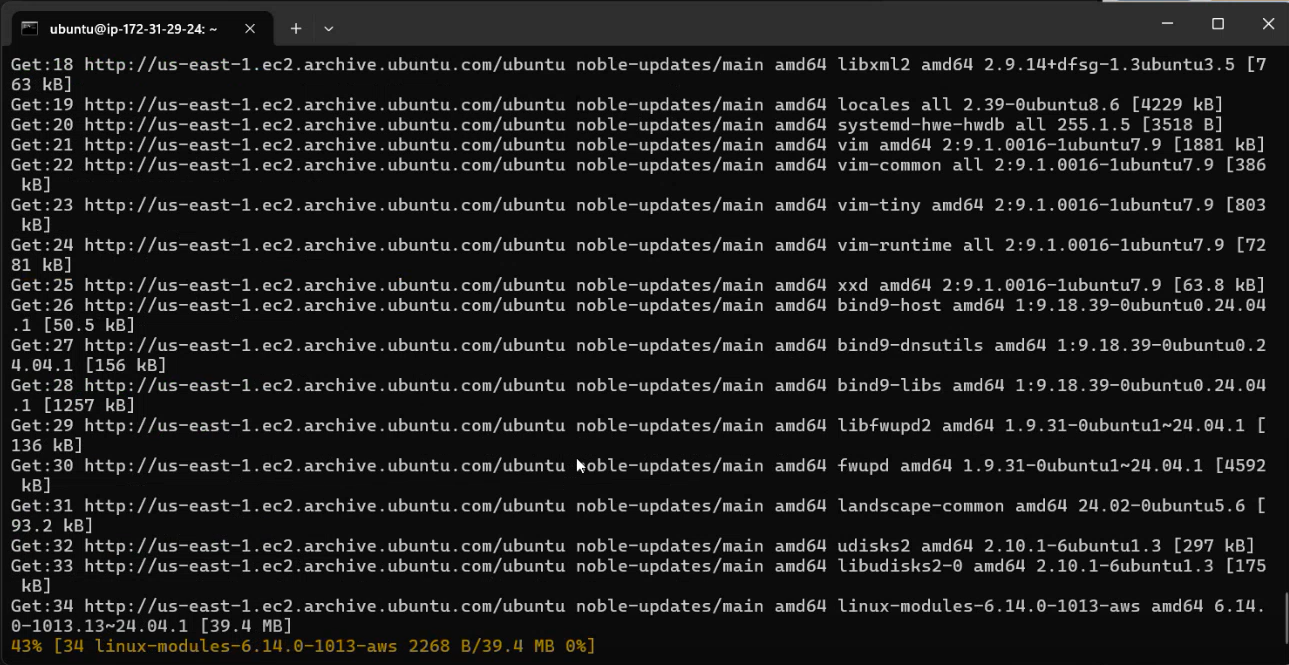 ubuntu@ip-172-31-29-24: ~
Get:18 http://us-east-1.ec2.archive.ubuntu.com/ubuntu noble-updates/main amd64 libxml2 amd64 2.9.14+dfsg-1.3ubuntu3.5 [7
63 kB]
Get:19 http://us-east-1.ec2.archive.ubuntu.com/ubuntu noble-updates/main amd64 locales all 2.39-0ubuntu8.6 [4229 kB]
Get:20 http://us-east-1.ec2.archive.ubuntu.com/ubuntu noble-updates/main amd64 systemd-hwe-hwdb all 255.1.5 [3518 B]
Get:21 http://us-east-1.ec2.archive.ubuntu.com/ubuntu noble-updates/main amd64 vim amd64 2:9.1.0016-1ubuntu7.9 [1881 kB]
Get:22 http://us-east-1.ec2.archive.ubuntu.com/ubuntu noble-updates/main amd64 vim-common all 2:9.1.0016-1ubuntu7.9 [386
 kB]
Get:23 http://us-east-1.ec2.archive.ubuntu.com/ubuntu noble-updates/main amd64 vim-tiny amd64 2:9.1.0016-1ubuntu7.9 [803
 kB]
Get:24 http://us-east-1.ec2.archive.ubuntu.com/ubuntu noble-updates/main amd64 vim-runtime all 2:9.1.0016-1ubuntu7.9 [72
81 kB]
Get:25 http://us-east-1.ec2.archive.ubuntu.com/ubuntu noble-updates/main amd64 xxd amd64 2:9.1.0016-1ubuntu7.9 [63.8 kB]
Get:26 http://us-east-1.ec2.archive.ubuntu.com/ubuntu noble-updates/main amd64 bind9-host amd64 1:9.18.39-0ubuntu0.24.04
.1 [50.5 kB]
Get:27 http://us-east-1.ec2.archive.ubuntu.com/ubuntu noble-updates/main amd64 bind9-dnsutils amd64 1:9.18.39-0ubuntu0.2
4.04.1 [156 kB]
Get:28 http://us-east-1.ec2.archive.ubuntu.com/ubuntu noble-updates/main amd64 bind9-libs amd64 1:9.18.39-0ubuntu0.24.04
.1 [1257 kB]
Get:29 http://us-east-1.ec2.archive.ubuntu.com/ubuntu noble-updates/main amd64 libfwupd2 amd64 1.9.31-0ubuntu1~24.04.1 [
136 kB]
Get:30 http://us-east-1.ec2.archive.ubuntu.com/ubuntu noble-updates/main amd64 fwupd amd64 1.9.31-0ubuntu1~24.04.1 [4592
 kB]
Get:31 http://us-east-1.ec2.archive.ubuntu.com/ubuntu noble-updates/main amd64 landscape-common amd64 24.02-0ubuntu5.6 [
93.2 kB]
Get:32 http://us-east-1.ec2.archive.ubuntu.com/ubuntu noble-updates/main amd64 udisks2 amd64 2.10.1-6ubuntu1.3 [297 kB]
Get:33 http://us-east-1.ec2.archive.ubuntu.com/ubuntu noble-updates/main amd64 libudisks2-0 amd64 2.10.1-6ubuntu1.3 [175
 kB]
Get:34 http://us-east-1.ec2.archive.ubuntu.com/ubuntu noble-updates/main amd64 linux-modules-6.14.0-1013-aws amd64 6.14.
0-1013.13~24.04.1 [39.4 MB]
43% [34 linux-modules-6.14.0-1013-aws 2268 B/39.4 MB 0%]